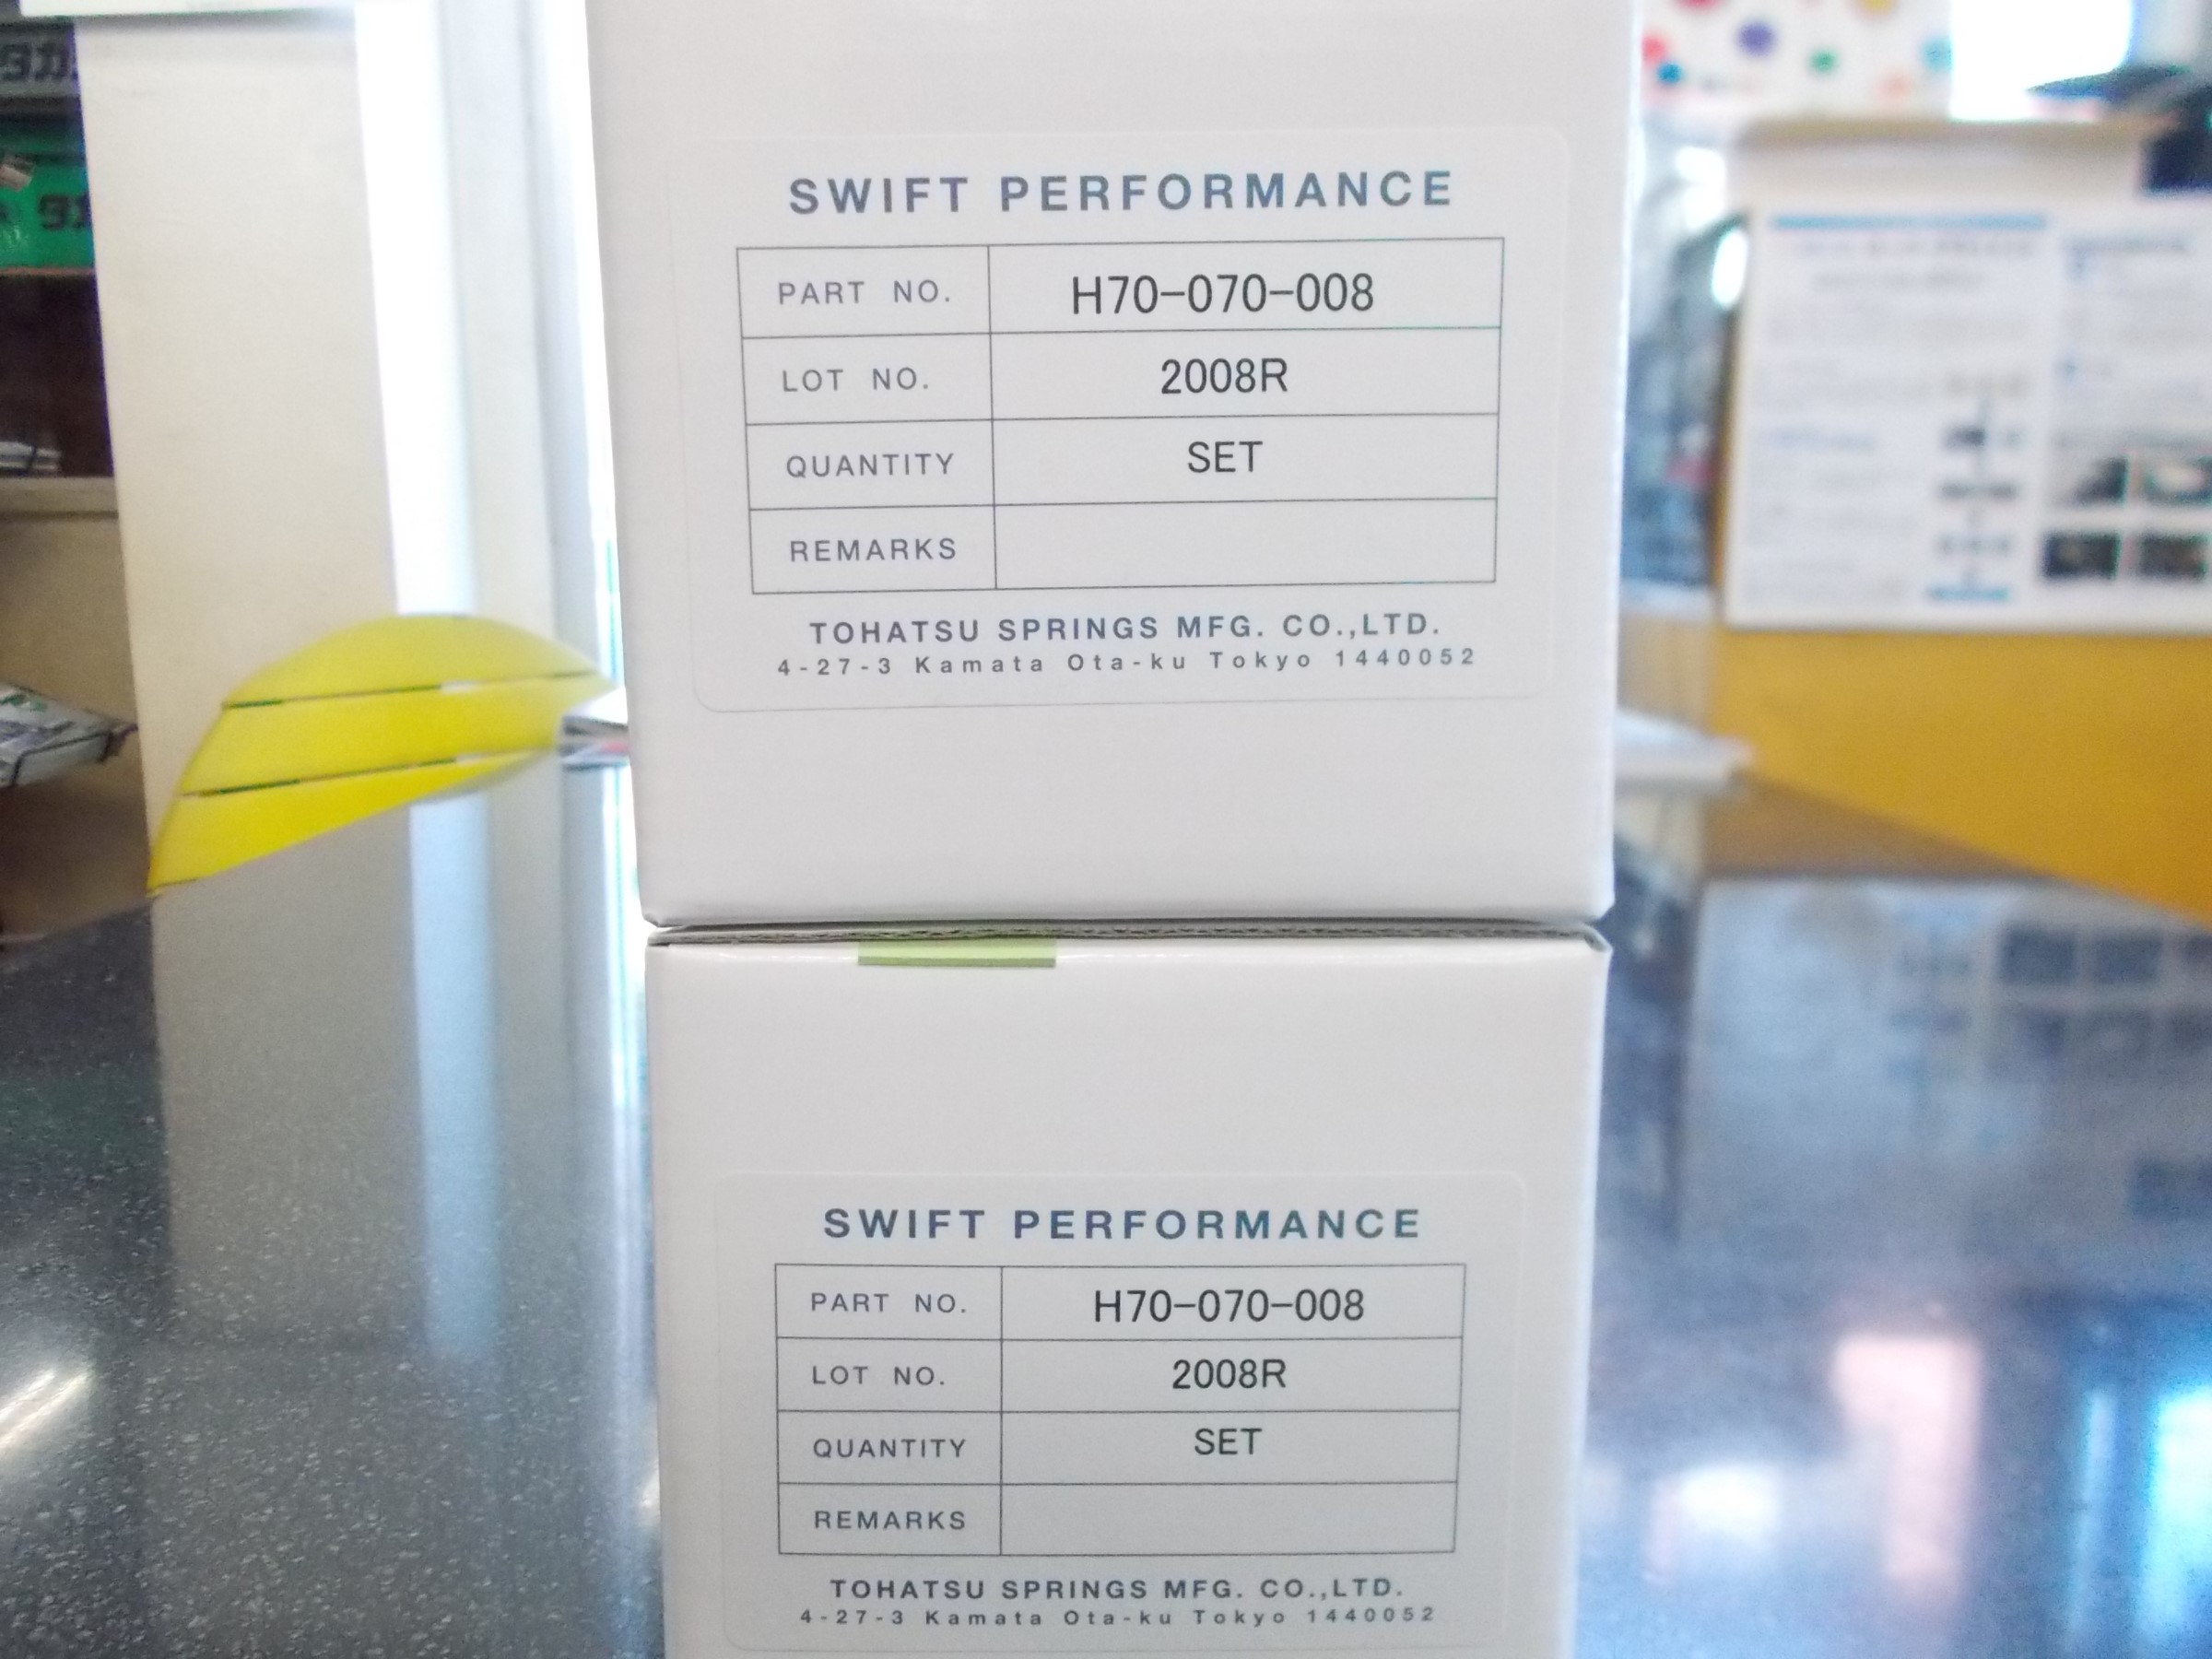 SWIFT PERFORMANCE
PART NO. H70-070-008
LOT NO. 2008R
QUANTITY SET
REMARKS
TOHATSU SPRINGS MFG. CO.,LTD.
4-27-3 Kamata Ota-ku Tokyo 1440052
SWIFT PERFORMANCE
PART NO. H70-070-008
LOT NO. 2008R
QUANTITY SET
REMARKS
TOHATSU SPRINGS MFG. CO.,LTD.
4-27-3 Kamata Ota-ku Tokyo 1440052